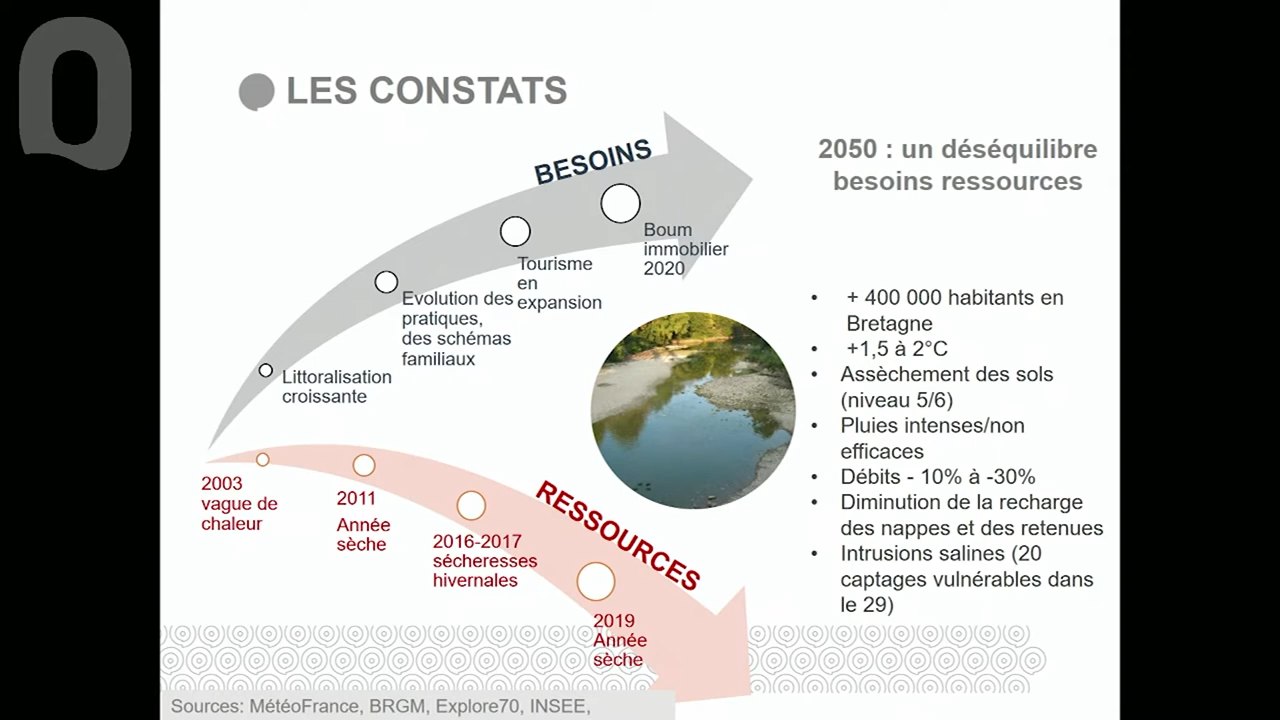 LES CONSTATS
BESOINS
2050 : un déséquilibre
besoins ressources
Boum
immobilier
2020
Tourisme
en
expansion
Evolution des
pratiques,
des schémas
familiaux
Littoralisation
croissante
+ 400 000 habitants en
Bretagne
+1,5 à 2°C
Assèchement des sols
(niveau 5/6)
Pluies intenses/non
efficaces
Débits - 10% à -30%
Diminution de la recharge
des nappes et des retenues
Intrusions salines (20
captages vulnérables dans
le 29)
RESSOURCES
2003
vague de
chaleur
2011
Année
sèche
2016-2017
sécheresses
hivernales
2019
Année
sèche
Sources: MétéoFrance, BRGM, Explore70, INSEE,